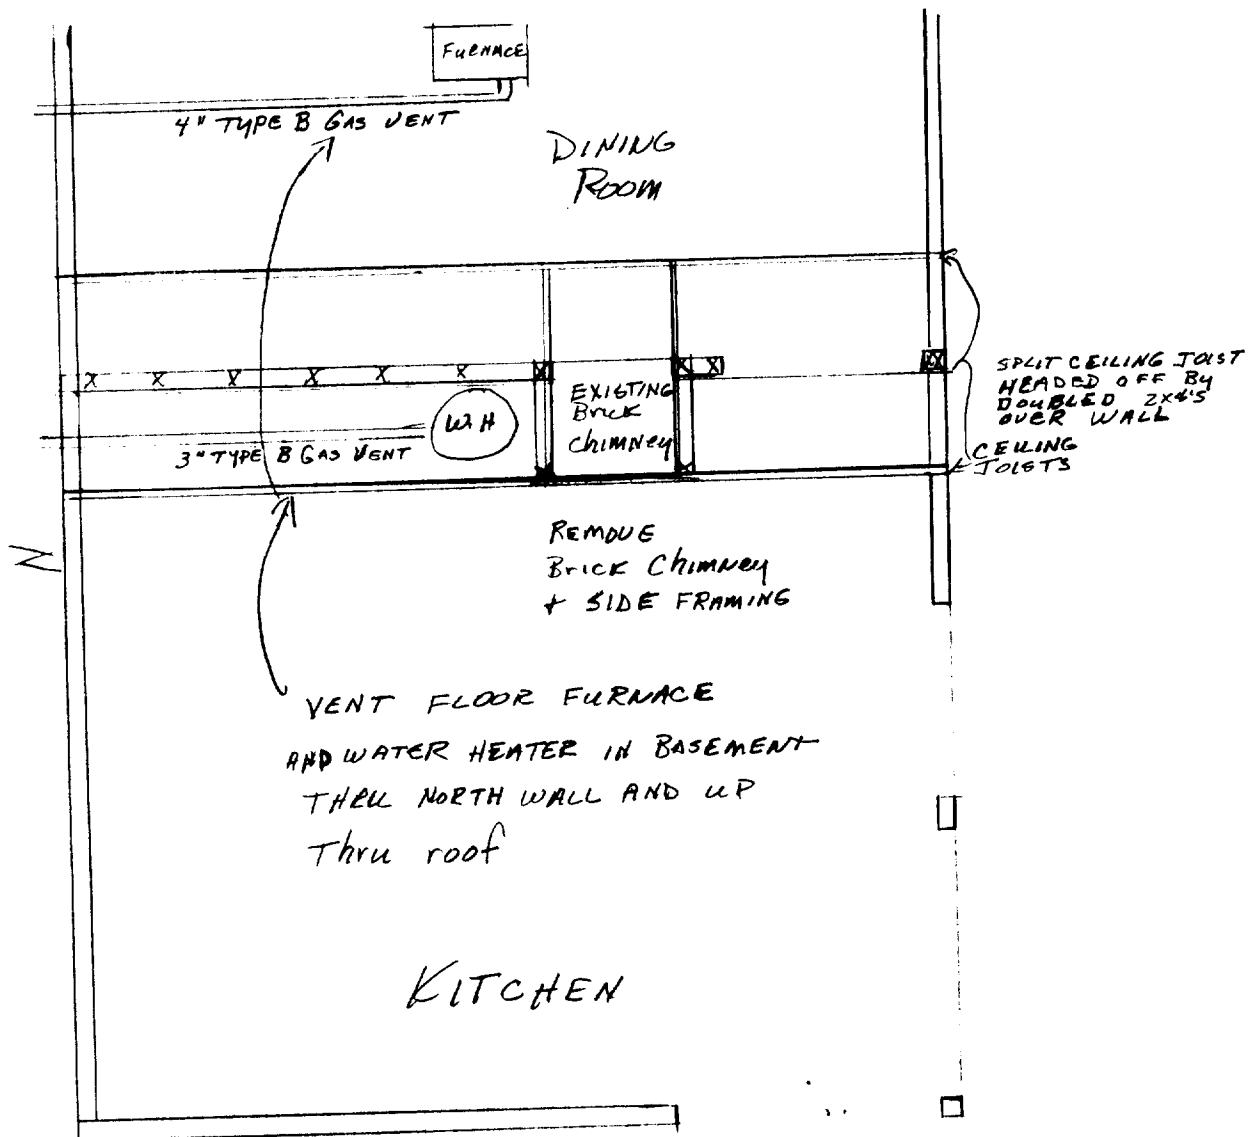 FURNACE
4" TYPE B GAS VENT
DINING
ROOM
SPLIT CEILING JOIST
HEADED OFF By
DOUBLED 2X4'S
OVER WALL
EXISTING
Brick
Chimney
WH
3" TYPE B GAS VENT
CEILING
JOISTS
N
REMOVE
Brick Chimney
+ SIDE FRAMING
VENT FLOOR FURNACE
AND WATER HEATER IN BASEMENT
THRU NORTH WALL AND UP
Thru roof
KITCHEN